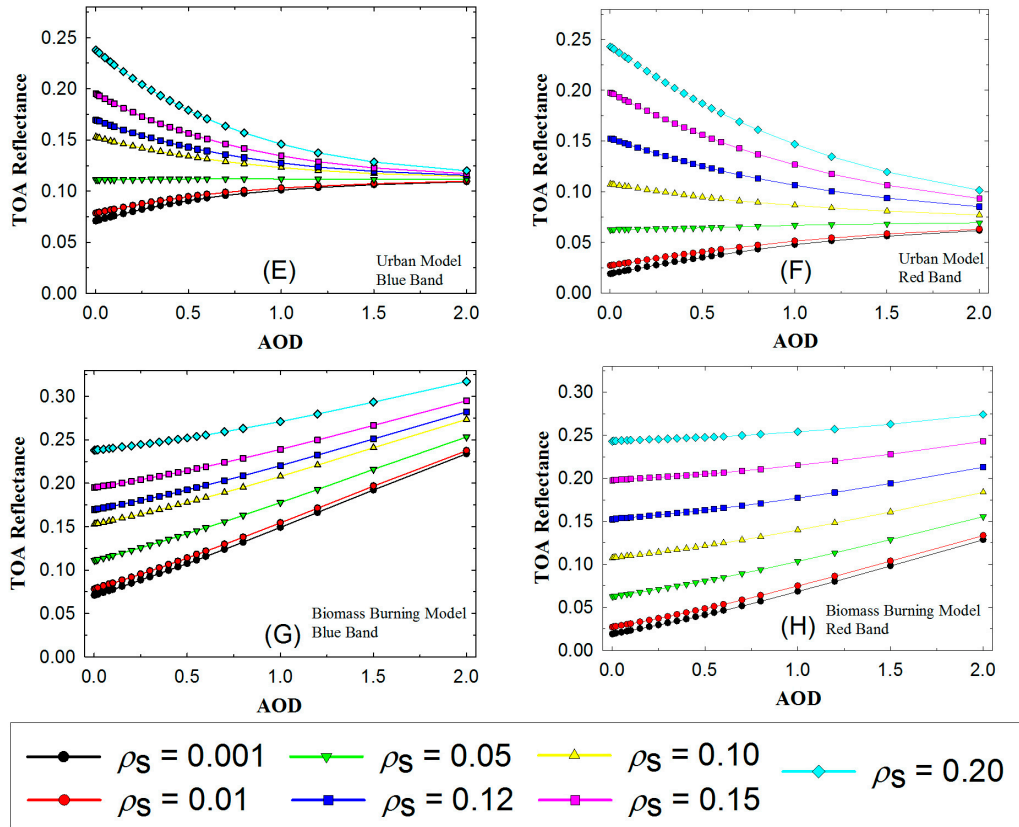 TOA Reflectance
0.25
0.20
0.15
0.10
0.05
0.00
0.0 0.5 1.0 1.5 2.0
AOD
(E)
Urban Model
Blue Band
TOA Reflectance
0.25
0.20
0.15
0.10
0.05
0.00
0.0 0.5 1.0 1.5 2.0
AOD
(F)
Urban Model
Red Band
TOA Reflectance
0.30
0.25
0.20
0.15
0.10
0.05
0.00
0.0 0.5 1.0 1.5 2.0
AOD
(G)
Biomass Burning Model
Blue Band
TOA Reflectance
0.30
0.25
0.20
0.15
0.10
0.05
0.00
0.0 0.5 1.0 1.5 2.0
AOD
(H)
Biomass Burning Model
Red Band
ρs = 0.001 ρs = 0.05 ρs = 0.10 ρs = 0.20
ρs = 0.01 ρs = 0.12 ρs = 0.15